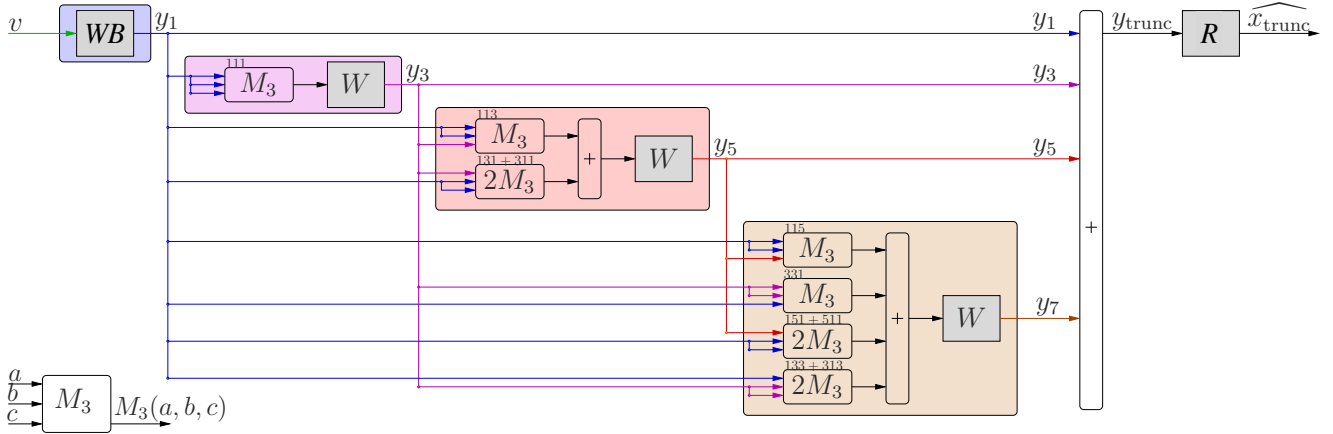 v WB y₁ y₁ y_trunc R \widehat{x_trunc}
111
M₃ W y₃ y₃
113
M₃
131 + 311
2M₃ + W y₅ y₅
115
M₃
331
M₃
+ W y₇ +
151 + 511
2M₃
133 + 313
2M₃
a
b M₃ M₃(a, b, c)
c